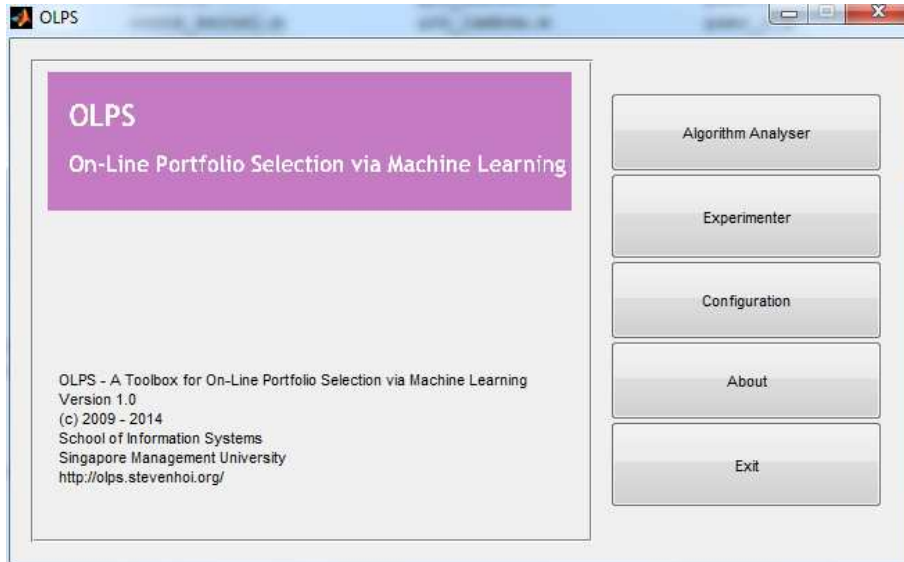 OLPS
OLPS
On-Line Portfolio Selection via Machine Learning
OLPS - A Toolbox for On-Line Portfolio Selection via Machine Learning
Version 1.0
(c) 2009 - 2014
School of Information Systems
Singapore Management University
http://olps.stevenhoi.org/
Algorithm Analyser
Experimenter
Configuration
About
Exit